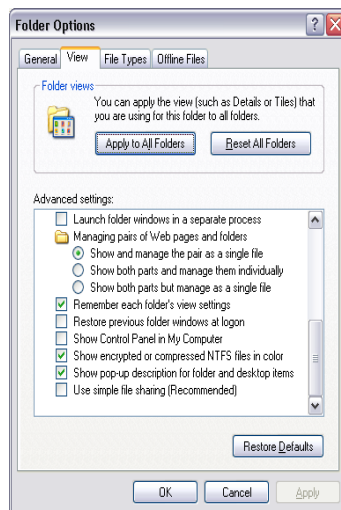 Folder Options
General View File Types Offline Files
Folder views
You can apply the view (such as Details or Tiles) that
you are using for this folder to all folders.
Apply to All Folders Reset All Folders
Advanced settings:
Launch folder windows in a separate process
Managing pairs of Web pages and folders
Show and manage the pair as a single file
Show both parts and manage them individually
Show both parts but manage as a single file
Remember each folder's view settings
Restore previous folder windows at logon
Show Control Panel in My Computer
Show encrypted or compressed NTFS files in color
Show pop-up description for folder and desktop items
Use simple file sharing (Recommended)
Restore Defaults
OK Cancel Apply